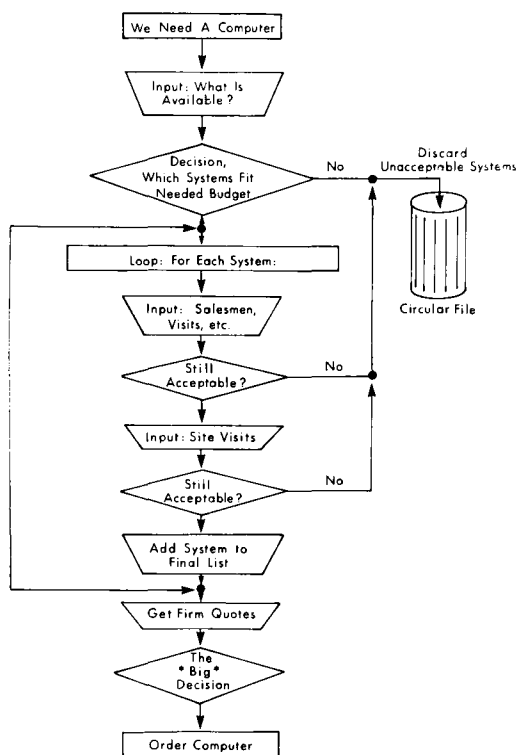 We Need A Computer
Input: What Is
Available?
Decision,
Which Systems Fit
Needed Budget
No
Discard
Unacceptable Systems
Circular File
Loop: For Each System:
Input: Salesmen,
Visits, etc.
Still
Acceptable?
No
Input: Site Visits
Still
Acceptable?
No
Add System to
Final List
Get Firm Quotes
The
"Big"
Decision
Order Computer